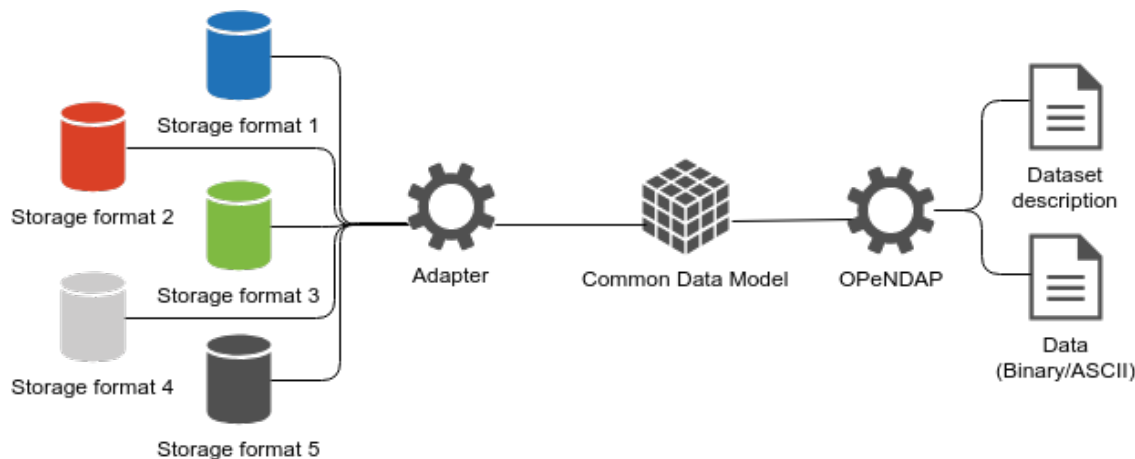 Storage format 1
Storage format 2
Storage format 3
Storage format 4
Storage format 5
Adapter
Common Data Model
OPeNDAP
Dataset
description
Data
(Binary/ASCII)